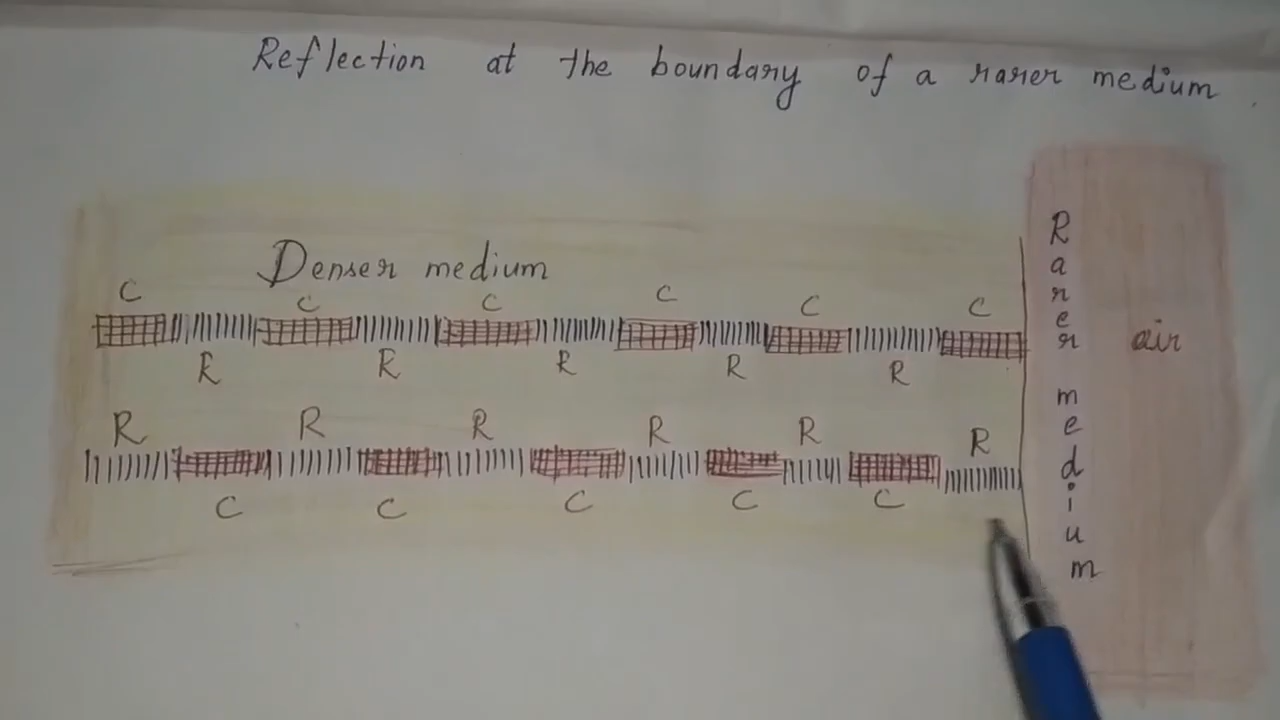 Reflection at the boundary of a rarer medium
Denser medium
C C C C C C
R R R R R
R R R R R R
C C C C C
Rarer medium
air